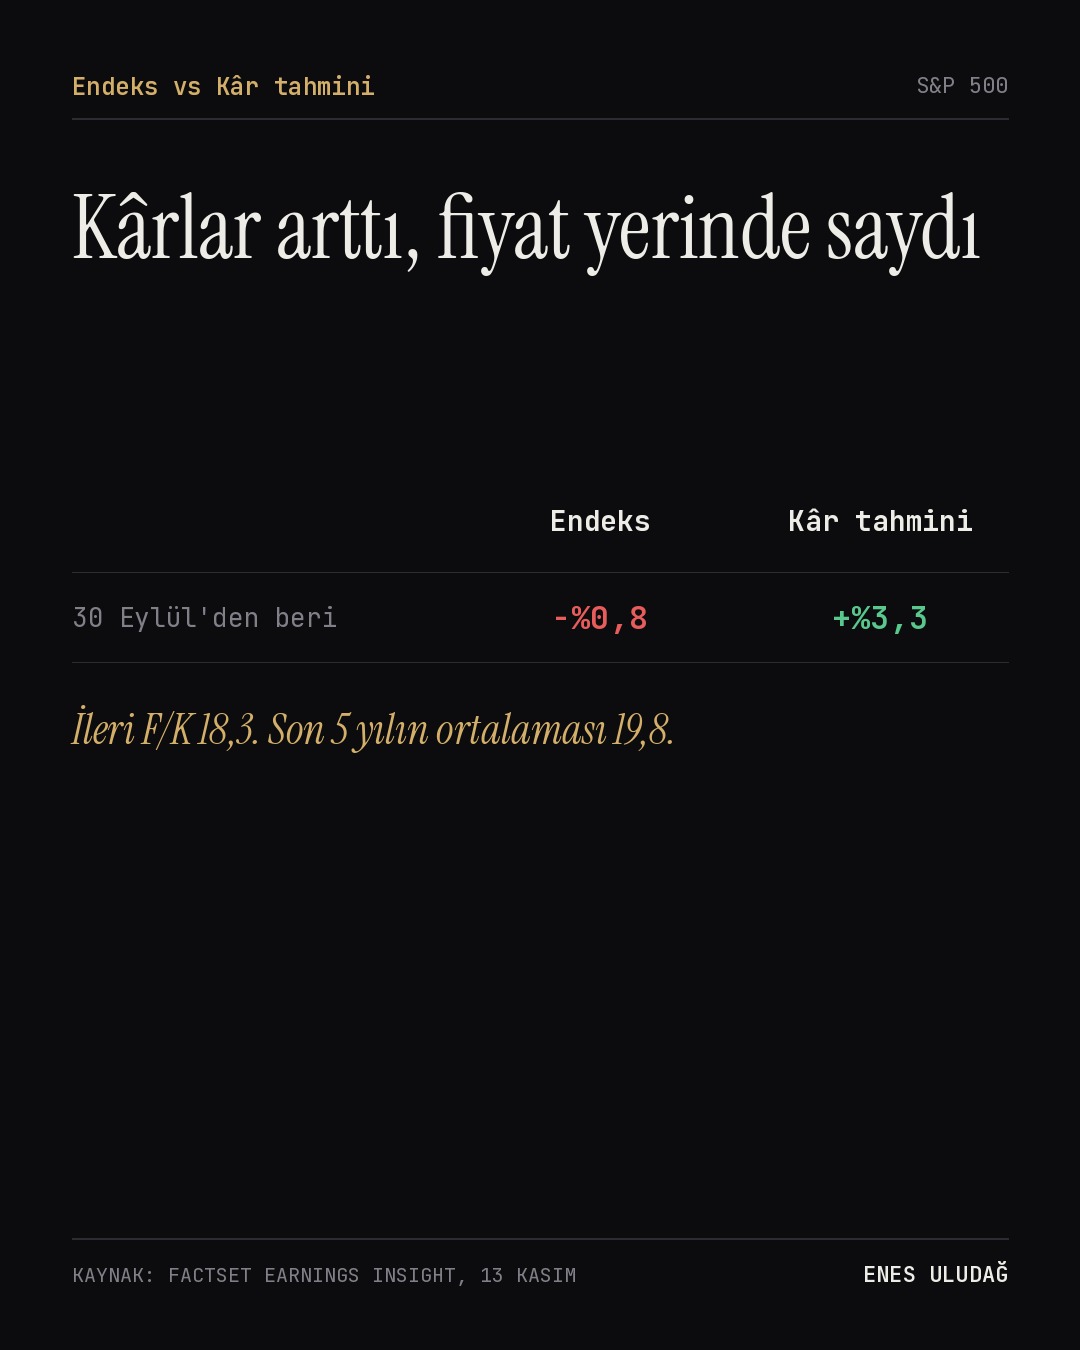 Endeks vs Kâr tahmini
S&P 500
Kârlar arttı, fiyat yerinde saydı
Endeks
Kâr tahmini
30 Eylül'den beri
-%0,8
+%3,3
İleri F/K 18,3. Son 5 yılın ortalaması 19,8.
KAYNAK: FACTSET EARNINGS INSIGHT, 13 KASIM
ENES ULUDAĞ